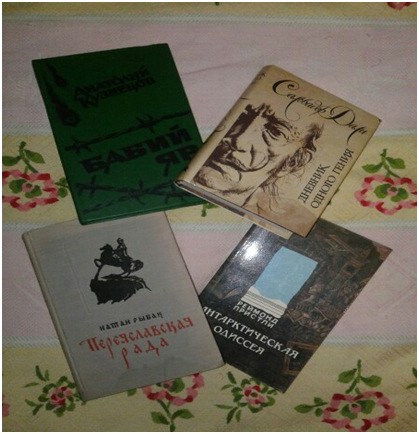 Анатолий
Кузнецов
БАБИЙ
ЯР
Сальвадор Дали
ДНЕВНИК
ОДНОГО ГЕНИЯ
НАТАН РЫБАК
Переяславская
рада
РЕЙМОНД
ПРИСТЛИ
АНТАРКТИЧЕСКАЯ
ОДИССЕЯ